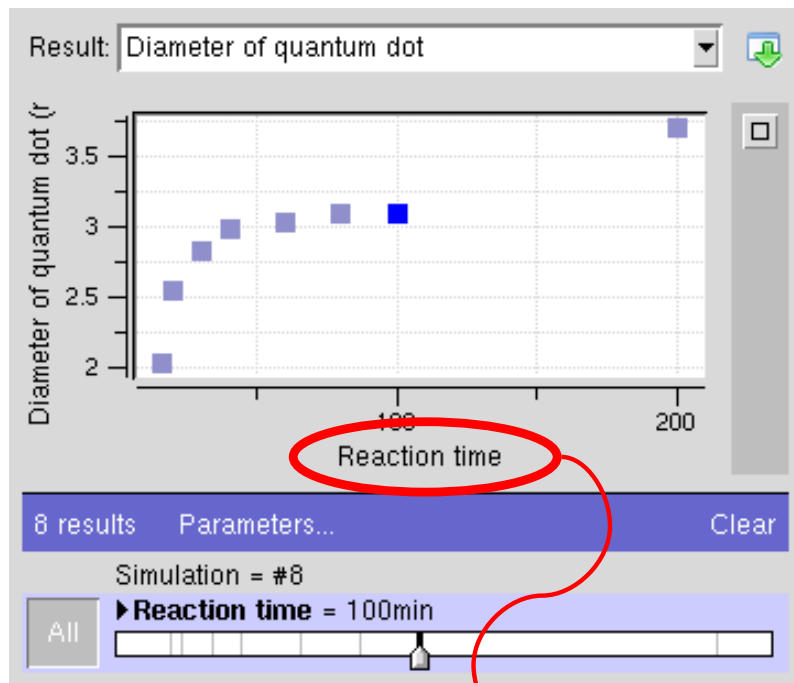 Result: Diameter of quantum dot
Diameter of quantum dot (r
3.5
3
2.5
2
100
200
Reaction time
8 results Parameters... Clear
Simulation = #8
All
Reaction time = 100min